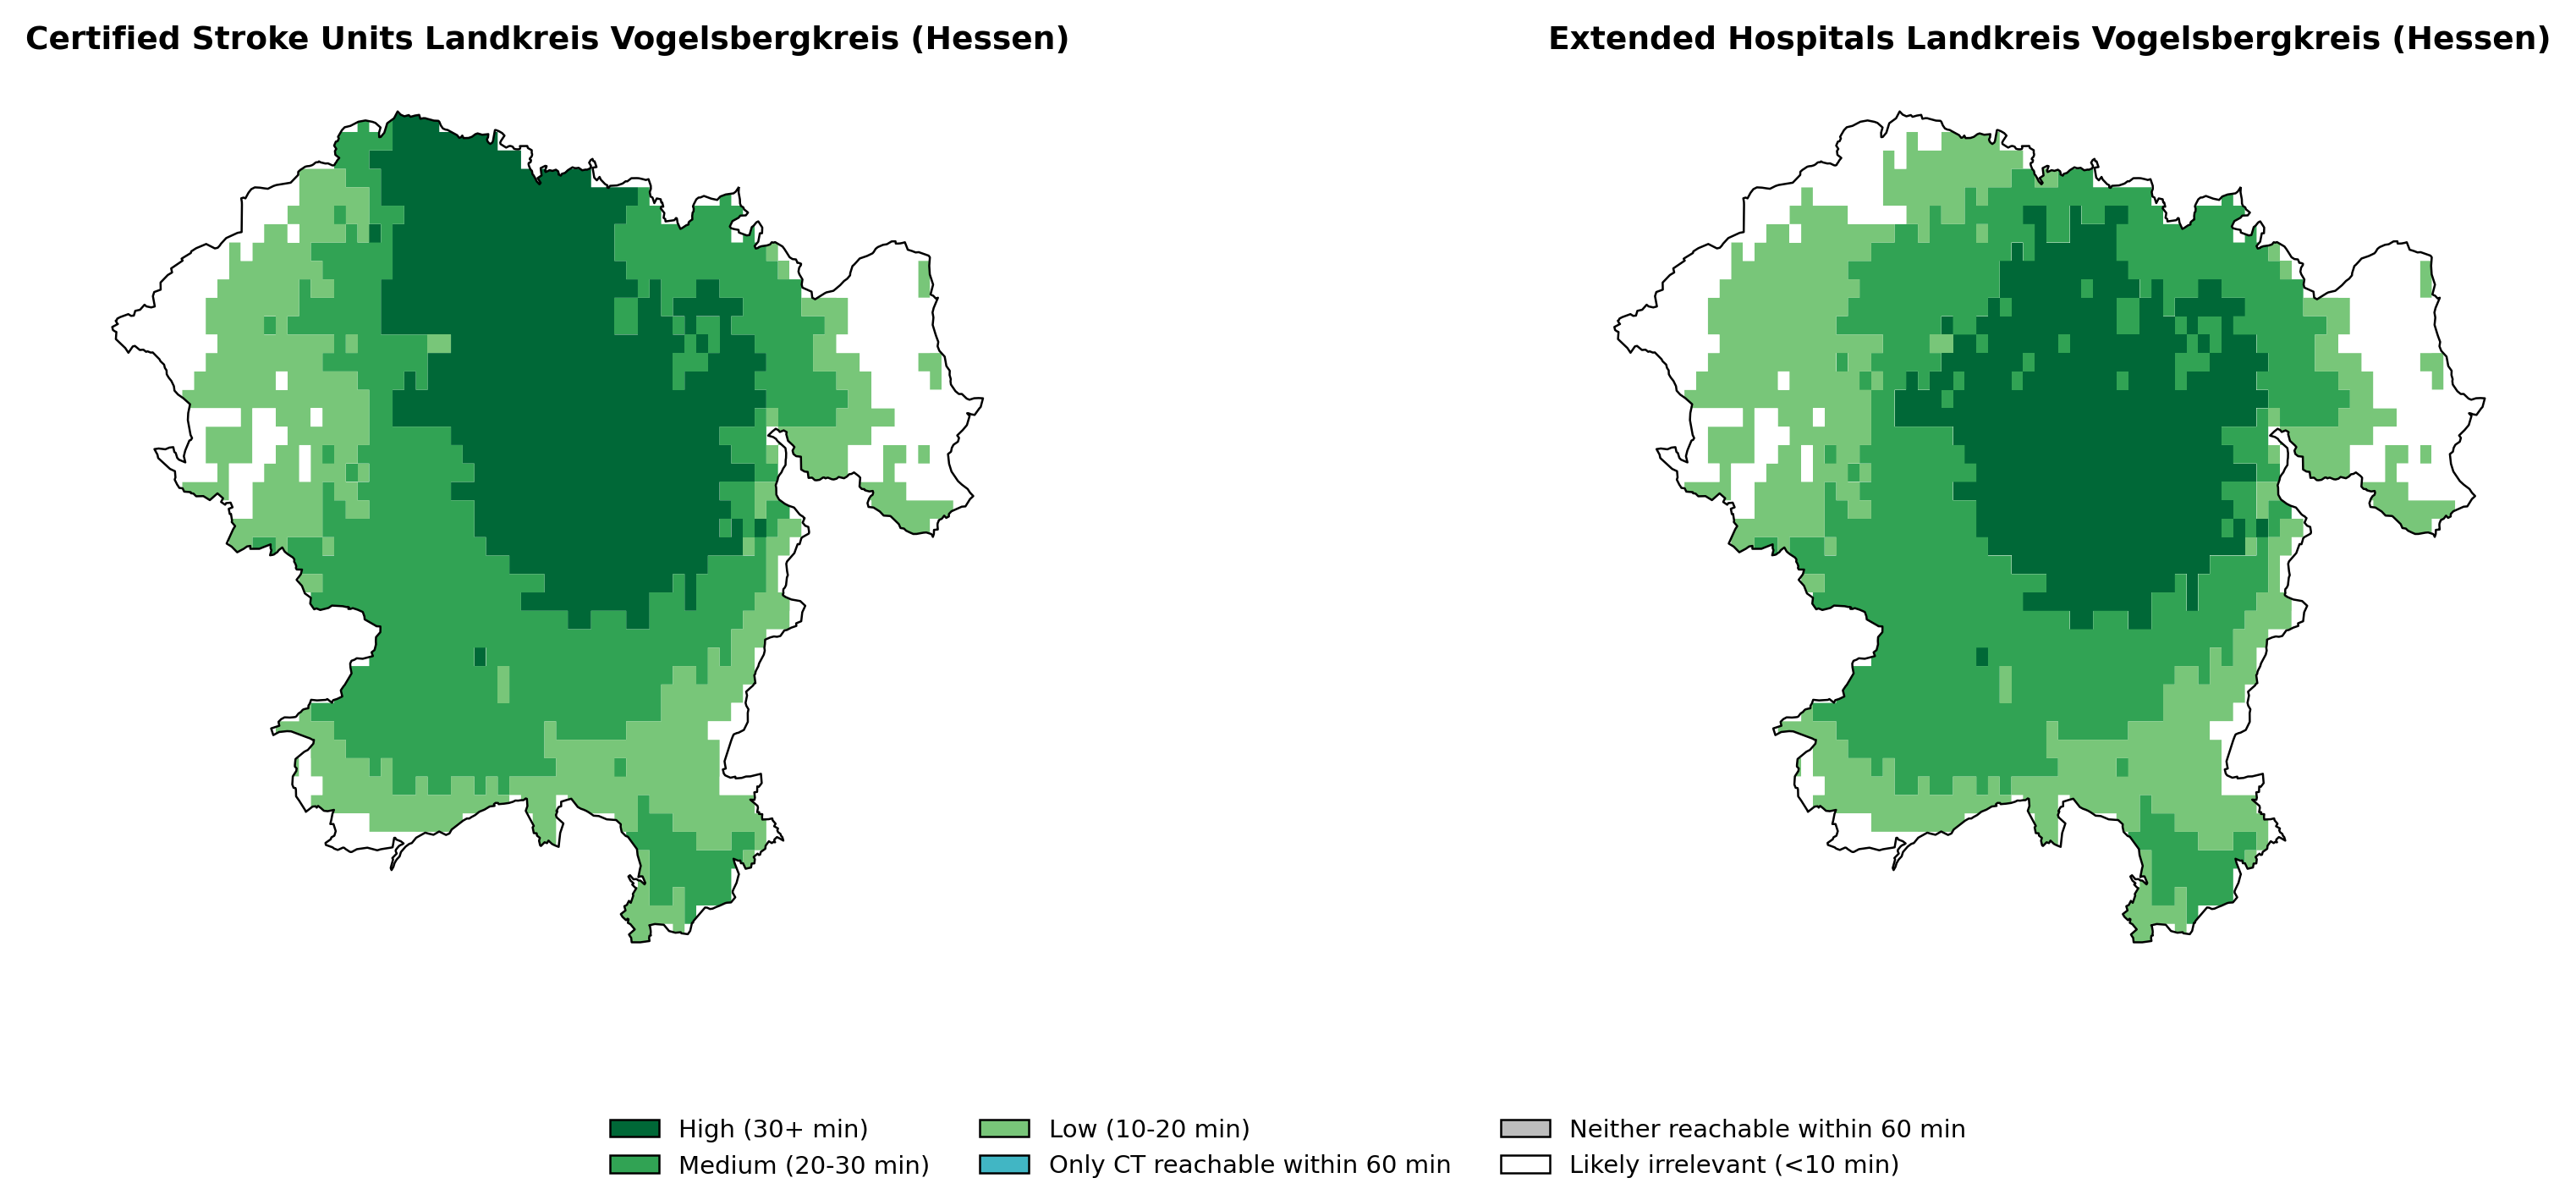 Certified Stroke Units Landkreis Vogelsbergkreis (Hessen)
Extended Hospitals Landkreis Vogelsbergkreis (Hessen)
High (30+ min)
Medium (20-30 min)
Low (10-20 min)
Only CT reachable within 60 min
Neither reachable within 60 min
Likely irrelevant (<10 min)